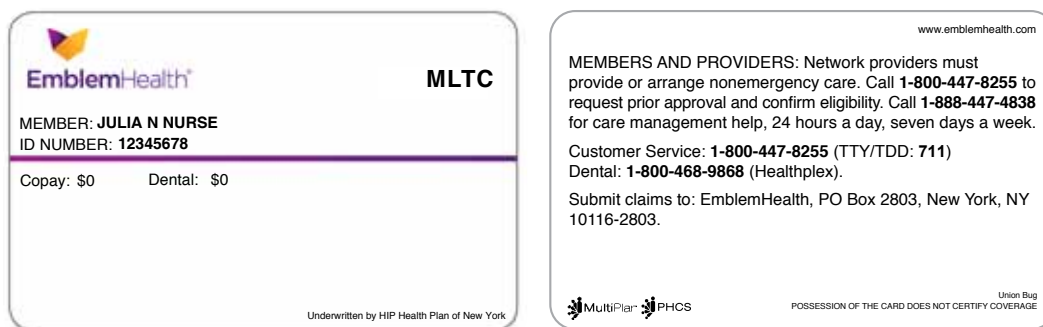 EmblemHealth®
MLTC
MEMBER: JULIA N NURSE
ID NUMBER: 12345678
Copay: $0 Dental: $0
Underwritten by HIP Health Plan of New York
www.emblemhealth.com
MEMBERS AND PROVIDERS: Network providers must
provide or arrange nonemergency care. Call 1-800-447-8255 to
request prior approval and confirm eligibility. Call 1-888-447-4838
for care management help, 24 hours a day, seven days a week.
Customer Service: 1-800-447-8255 (TTY/TDD: 711)
Dental: 1-800-468-9868 (Healthplex).
Submit claims to: EmblemHealth, PO Box 2803, New York, NY
10116-2803.
MultiPlan PHCS
Union Bug
POSSESSION OF THE CARD DOES NOT CERTIFY COVERAGE